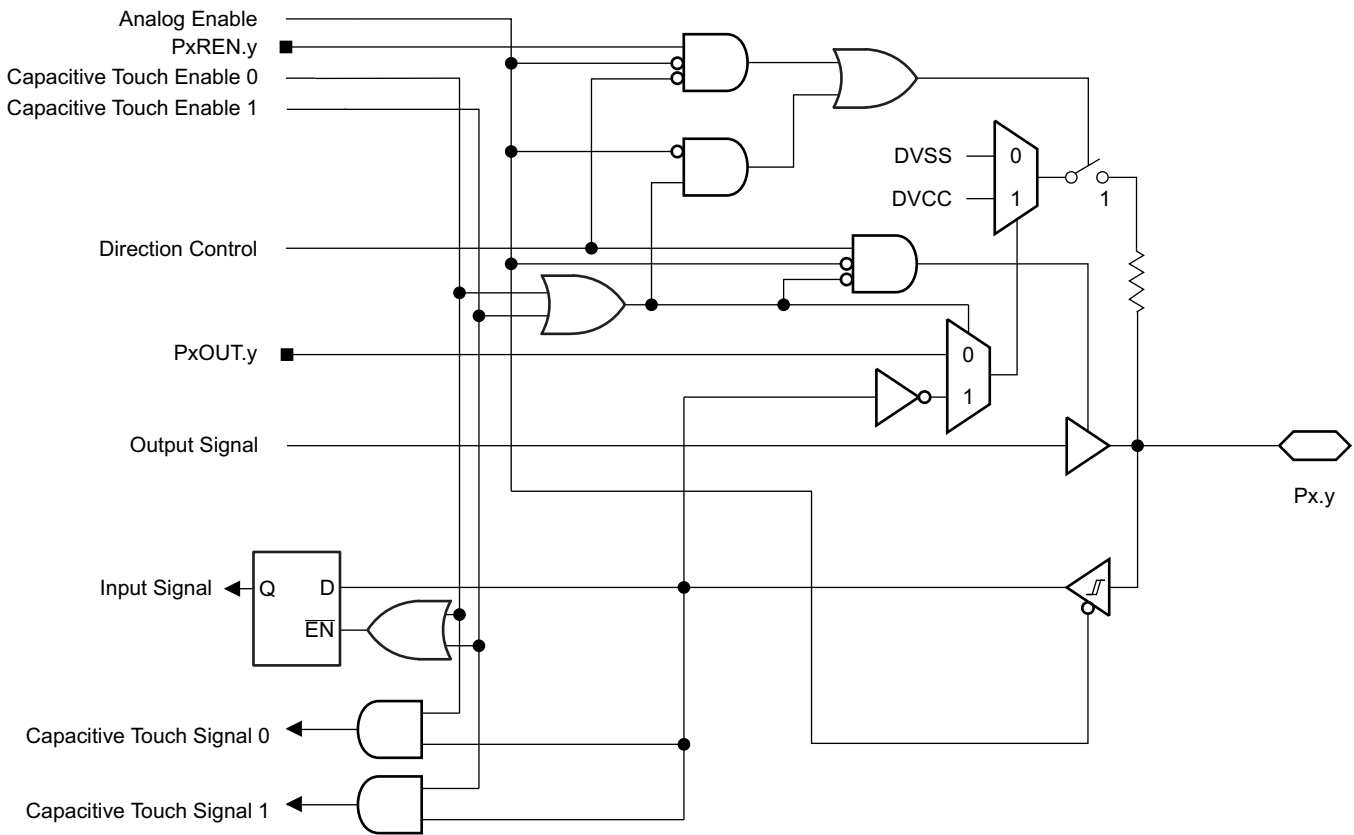 Analog Enable
PxREN.y
Capacitive Touch Enable 0
Capacitive Touch Enable 1
DVSS
0
DVCC
1
1
Direction Control
PxOUT.y
0
1
Output Signal
Px.y
Input Signal
Q
D
EN
Capacitive Touch Signal 0
Capacitive Touch Signal 1